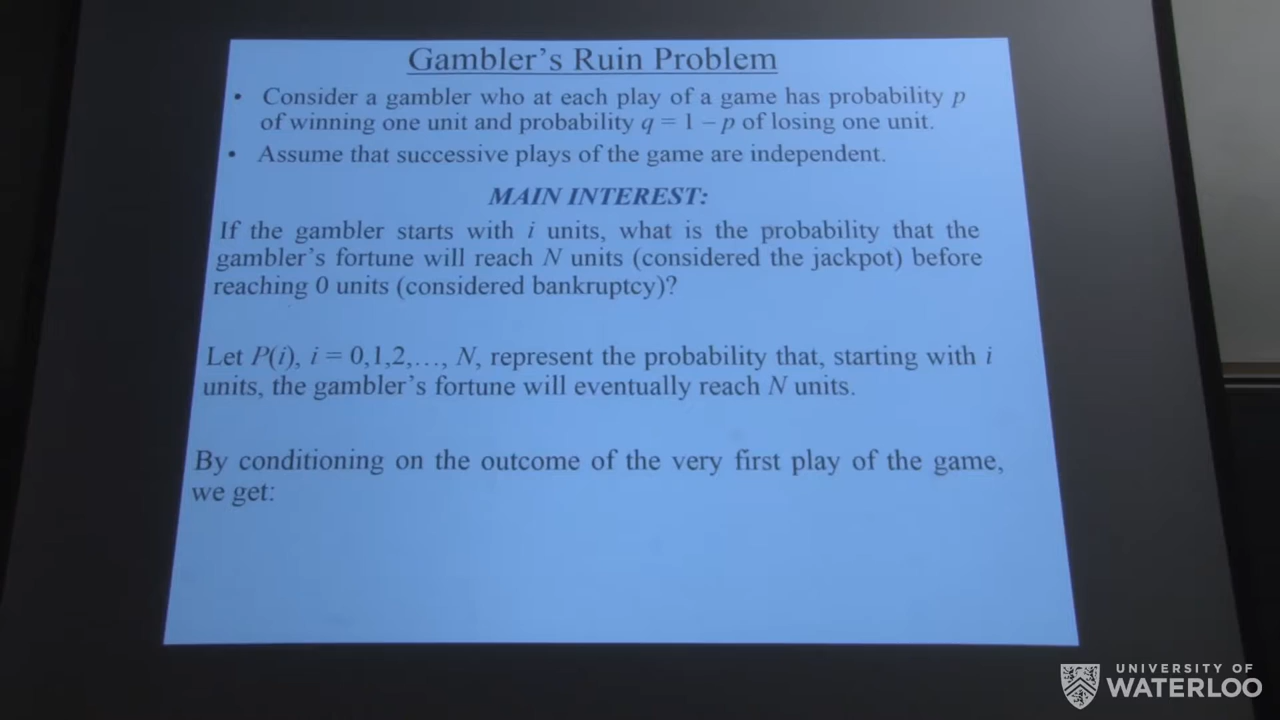 Gambler's Ruin Problem
• Consider a gambler who at each play of a game has probability p
of winning one unit and probability q = 1 – p of losing one unit.
• Assume that successive plays of the game are independent.
MAIN INTEREST:
If the gambler starts with i units, what is the probability that the
gambler's fortune will reach N units (considered the jackpot) before
reaching 0 units (considered bankruptcy)?
Let P(i), i = 0,1,2,…, N, represent the probability that, starting with i
units, the gambler's fortune will eventually reach N units.
By conditioning on the outcome of the very first play of the game,
we get:
UNIVERSITY OF
WATERLOO